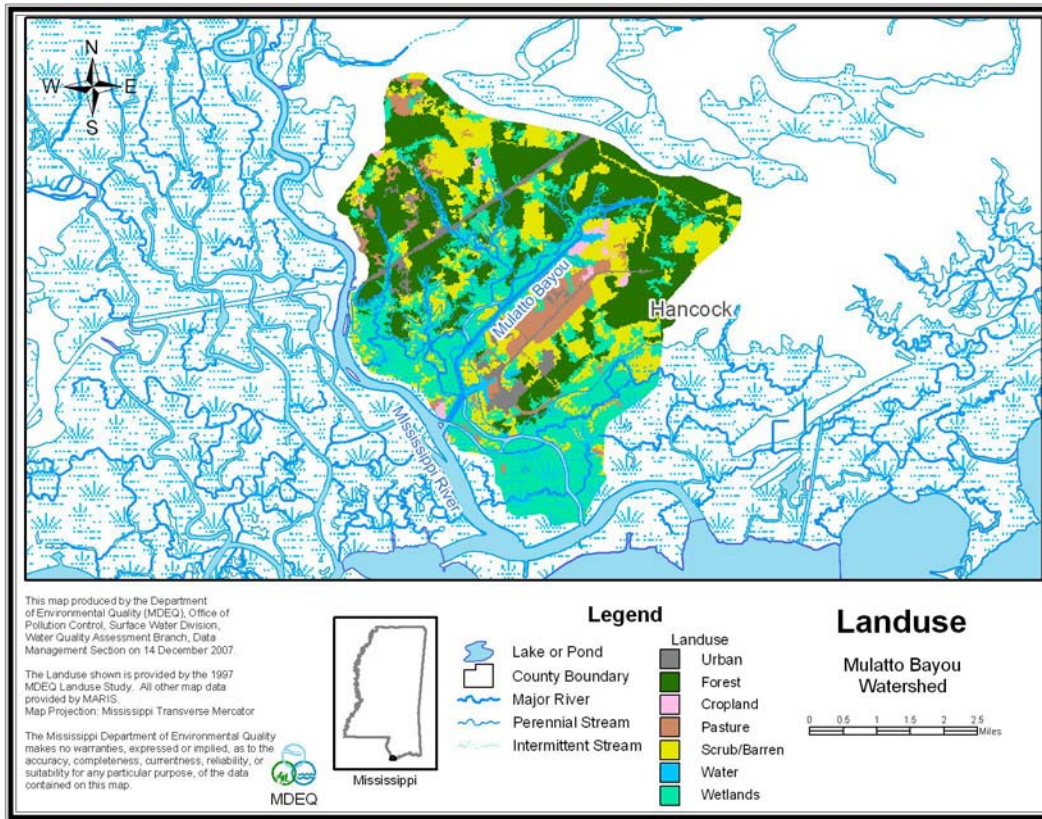 N
W E
S
Mulatto Bayou
Hancock
Mississippi River
This map produced by the Department
of Environmental Quality (MDEQ), Office of
Pollution Control, Surface Water Division,
Water Quality Assessment Branch, Data
Management Section on 14 December 2007.
The Landuse shown is provided by the 1997
MDEQ Landuse Study. All other map data
provided by MARIS.
Map Projection: Mississippi Transverse Mercator
The Mississippi Department of Environmental Quality
makes no warranties, expressed or implied, as to the
accuracy, completeness, currentness, reliability, or
suitability for any particular purpose, of the data
contained on this map.
MDEQ
Mississippi
Legend
Lake or Pond
County Boundary
Major River
Perennial Stream
Intermittent Stream
Landuse
Urban
Forest
Cropland
Pasture
Scrub/Barren
Water
Wetlands
Landuse
Mulatto Bayou
Watershed
0 0.5 1 1.5 2 2.5
Miles